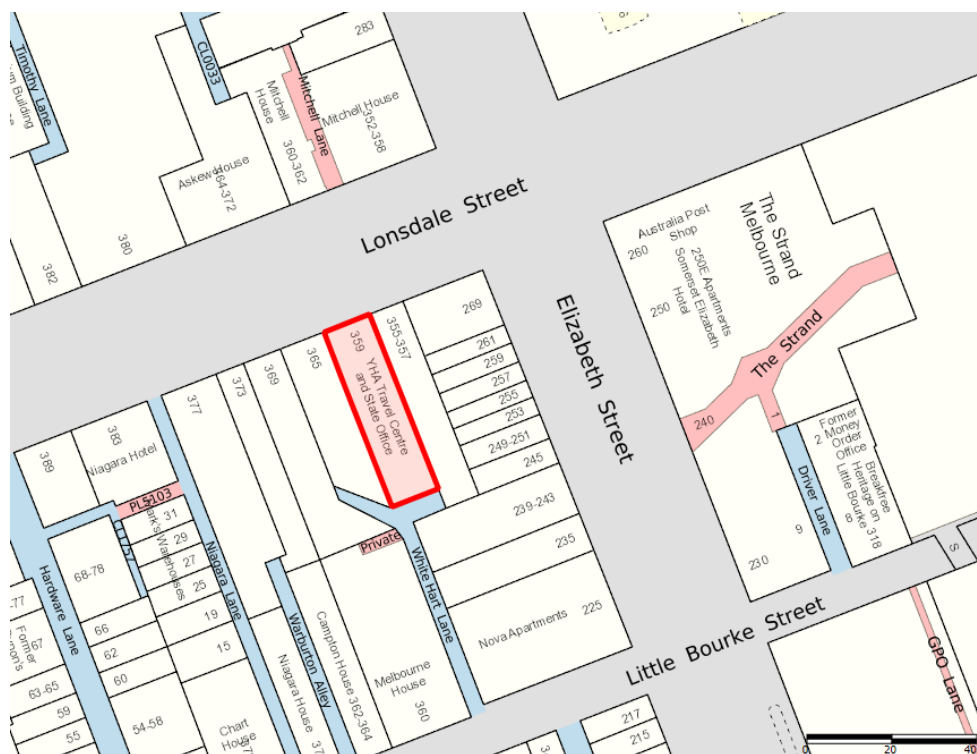 Timothy Lane
CL0033
283
Mitchell
House
360-362
Mitchell Lane
Mitchell House
352-358
Askew House
364-372
380
382
Lonsdale Street
Australia Post
Shop
260
250
250E Apartments
Somerset Elizabeth
Hotel
The Strand
Melbourne
The Strand
240
1
Elizabeth Street
269
261
259
257
255
253
249-251
245
239-243
235
225
Nova Apartments
355-357
359
YHA Travel Centre
and State Office
365
369
373
377
383
389
Niagara Hotel
PL5103
31
29
27
25
19
15
68-78
66
62
60
54-58
63-65
59
55
67
Former
Hardware Lane
Niagara Lane
Warburton Alley
White Hart Lane
Private
Campton House 362-364
Niagara House
Melbourne
House
360
Chart
House
Former
2 Money
Order
Office
Breakfree
Heritage on
Little Bourke 318
8
Driver Lane
9
230
S
Little Bourke Street
GPO Lane
217
215
0
20